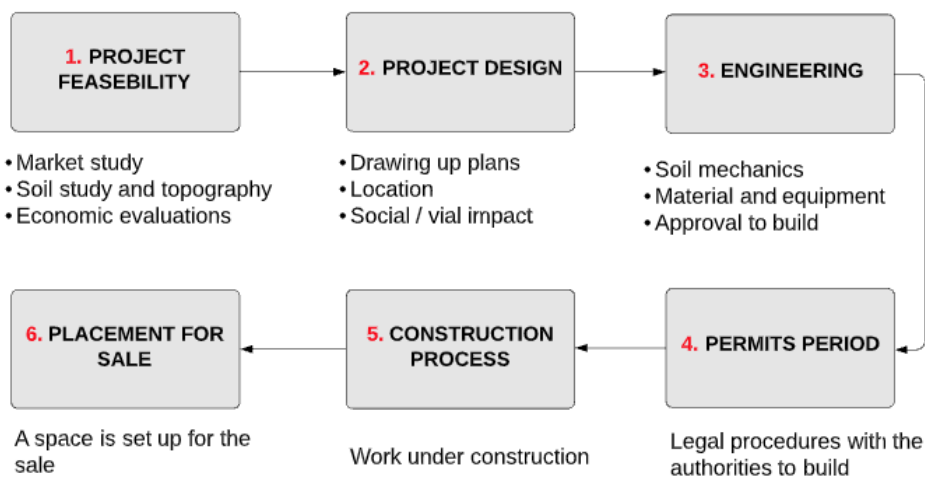 1. PROJECT
FEASEBILITY
2. PROJECT DESIGN
3. ENGINEERING
• Market study
• Soil study and topography
• Economic evaluations
• Drawing up plans
• Location
• Social / vial impact
• Soil mechanics
• Material and equipment
• Approval to build
6. PLACEMENT FOR
SALE
5. CONSTRUCTION
PROCESS
4. PERMITS PERIOD
A space is set up for the
sale
Work under construction
Legal procedures with the
authorities to build